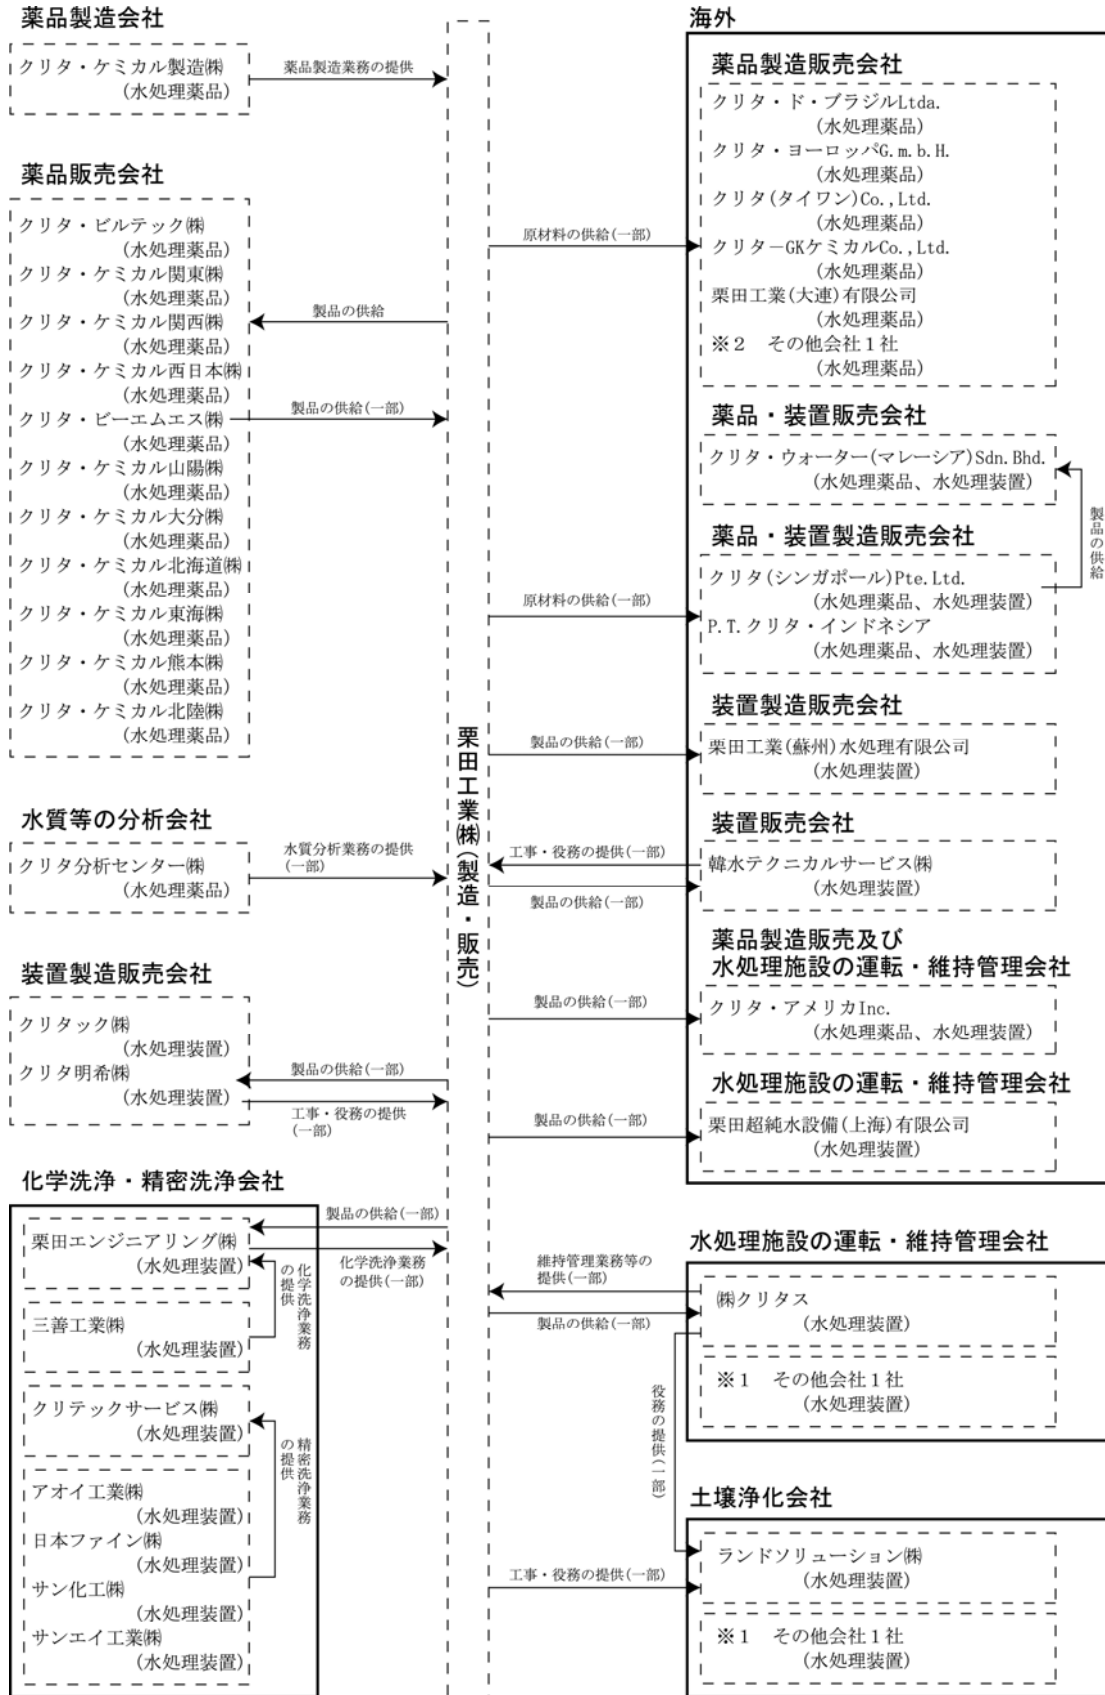 薬品製造会社
クリタ・ケミカル製造㈱
(水処理薬品)
薬品製造業務の提供
薬品販売会社
クリタ・ビルテック㈱
(水処理薬品)
クリタ・ケミカル関東㈱
(水処理薬品)
クリタ・ケミカル関西㈱
(水処理薬品)
クリタ・ケミカル西日本㈱
(水処理薬品)
クリタ・ビーエムエス㈱
(水処理薬品)
クリタ・ケミカル山陽㈱
(水処理薬品)
クリタ・ケミカル大分㈱
(水処理薬品)
クリタ・ケミカル北海道㈱
(水処理薬品)
クリタ・ケミカル東海㈱
(水処理薬品)
クリタ・ケミカル熊本㈱
(水処理薬品)
クリタ・ケミカル北陸㈱
(水処理薬品)
製品の供給
製品の供給(一部)
水質等の分析会社
クリタ分析センター㈱
(水処理薬品)
水質分析業務の提供
(一部)
装置製造販売会社
クリタック㈱
(水処理装置)
クリタ明希㈱
(水処理装置)
製品の供給(一部)
工事・役務の提供
(一部)
化学洗浄・精密洗浄会社
栗田エンジニアリング㈱
(水処理装置)
三善工業㈱
(水処理装置)
クリテックサービス㈱
(水処理装置)
アオイ工業㈱
(水処理装置)
日本ファイン㈱
(水処理装置)
サン化工㈱
(水処理装置)
サンエイ工業㈱
(水処理装置)
製品の供給(一部)
化学洗浄業務
の提供(一部)
化学洗浄業務
の提供
精密洗浄業務
の提供
栗田工業㈱(製造・販売)
海外
薬品製造販売会社
クリタ・ド・ブラジルLtda.
(水処理薬品)
クリタ・ヨーロッパG.m.b.H.
(水処理薬品)
クリタ(タイワン)Co.,Ltd.
(水処理薬品)
クリタ－GKケミカルCo.,Ltd.
(水処理薬品)
栗田工業(大連)有限公司
(水処理薬品)
※２　その他会社１社
(水処理薬品)
原材料の供給(一部)
薬品・装置販売会社
クリタ・ウォーター(マレーシア)Sdn.Bhd.
(水処理薬品、水処理装置)
製品の供給
薬品・装置製造販売会社
クリタ(シンガポール)Pte.Ltd.
(水処理薬品、水処理装置)
P.T.クリタ・インドネシア
(水処理薬品、水処理装置)
原材料の供給(一部)
装置製造販売会社
栗田工業(蘇州)水処理有限公司
(水処理装置)
製品の供給(一部)
装置販売会社
韓水テクニカルサービス㈱
(水処理装置)
工事・役務の提供(一部)
製品の供給(一部)
薬品製造販売及び
水処理施設の運転・維持管理会社
クリタ・アメリカInc.
(水処理薬品、水処理装置)
製品の供給(一部)
水処理施設の運転・維持管理会社
栗田超純水設備(上海)有限公司
(水処理装置)
製品の供給(一部)
水処理施設の運転・維持管理会社
㈱クリタス
(水処理装置)
※１　その他会社１社
(水処理装置)
維持管理業務等の
提供(一部)
製品の供給(一部)
役務の提供(一部)
土壌浄化会社
ランドソリューション㈱
(水処理装置)
※１　その他会社１社
(水処理装置)
工事・役務の提供(一部)